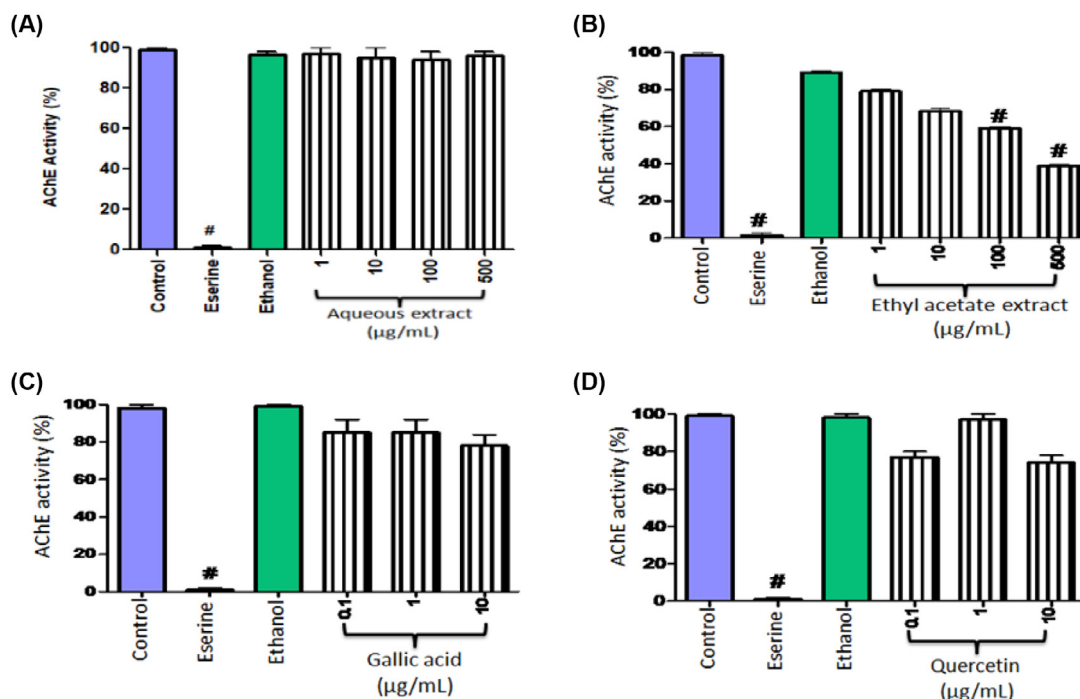 (A)
AChE Activity (%)
100
80
60
40
20
0
#
Control
Eserine
Ethanol
1
10
100
500
Aqueous extract
(µg/mL)
(B)
AChE activity (%)
100
80
60
40
20
0
#
#
#
Control
Eserine
Ethanol
1
10
100
500
Ethyl acetate extract
(µg/mL)
(C)
AChE activity (%)
100
80
60
40
20
0
#
Control
Eserine
Ethanol
0.1
1
10
Gallic acid
(µg/mL)
(D)
AChE activity (%)
100
80
60
40
20
0
#
Control
Eserine
Ethanol
0.1
1
10
Quercetin
(µg/mL)